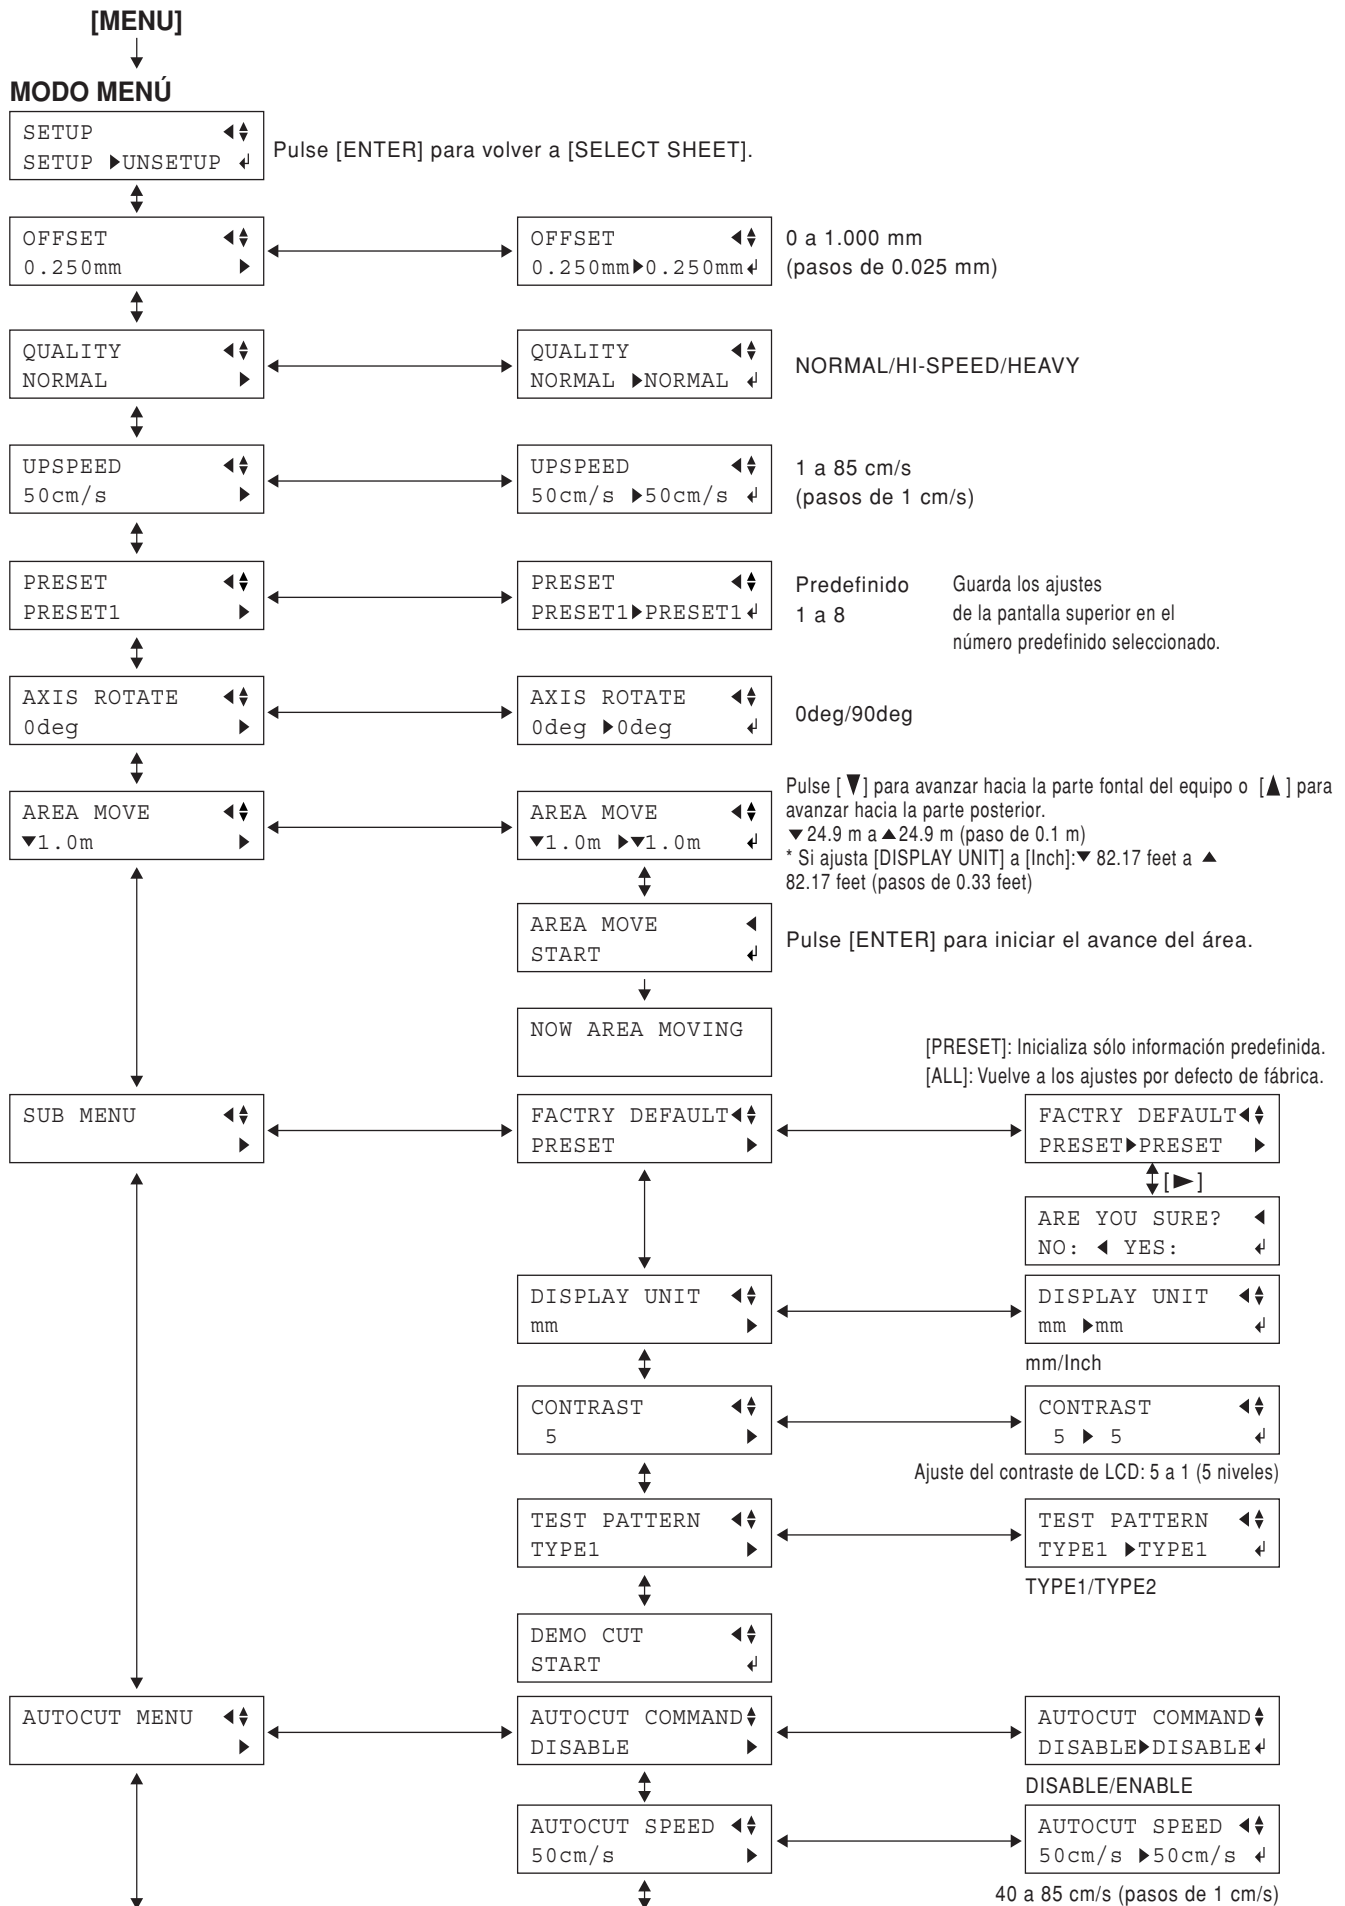 [MENU]
MODO MENÚ
SETUP ◀▲▼
SETUP ▶UNSETUP ↵
Pulse [ENTER] para volver a [SELECT SHEET].
OFFSET ◀▲▼
0.250mm ▶
OFFSET ◀▲▼
0.250mm▶0.250mm↵
0 a 1.000 mm
(pasos de 0.025 mm)
QUALITY ◀▲▼
NORMAL ▶
QUALITY ◀▲▼
NORMAL ▶NORMAL ↵
NORMAL/HI-SPEED/HEAVY
UPSPEED ◀▲▼
50cm/s ▶
UPSPEED ◀▲▼
50cm/s ▶50cm/s ↵
1 a 85 cm/s
(pasos de 1 cm/s)
PRESET ◀▲▼
PRESET1 ▶
PRESET ◀▲▼
PRESET1▶PRESET1↵
Predefinido
1 a 8
Guarda los ajustes
de la pantalla superior en el
número predefinido seleccionado.
AXIS ROTATE ◀▲▼
0deg ▶
AXIS ROTATE ◀▲▼
0deg ▶0deg ↵
0deg/90deg
AREA MOVE ◀▲▼
▼1.0m ▶
AREA MOVE ◀▲▼
▼1.0m ▶▼1.0m ↵
Pulse [▼] para avanzar hacia la parte fontal del equipo o [▲] para
avanzar hacia la parte posterior.
▼24.9 m a ▲24.9 m (paso de 0.1 m)
* Si ajusta [DISPLAY UNIT] a [Inch]:▼ 82.17 feet a ▲
82.17 feet (pasos de 0.33 feet)
AREA MOVE ◀
START ↵
Pulse [ENTER] para iniciar el avance del área.
NOW AREA MOVING
[PRESET]: Inicializa sólo información predefinida.
[ALL]: Vuelve a los ajustes por defecto de fábrica.
SUB MENU ◀▲▼
▶
FACTRY DEFAULT◀▲▼
PRESET ▶
FACTRY DEFAULT◀▲▼
PRESET▶PRESET ▶
[▶]
ARE YOU SURE? ◀
NO: ◀ YES: ↵
DISPLAY UNIT ◀▲▼
mm ▶
DISPLAY UNIT ◀▲▼
mm ▶mm ↵
mm/Inch
CONTRAST ◀▲▼
5 ▶
CONTRAST ◀▲▼
5 ▶ 5 ↵
Ajuste del contraste de LCD: 5 a 1 (5 niveles)
TEST PATTERN ◀▲▼
TYPE1 ▶
TEST PATTERN ◀▲▼
TYPE1 ▶TYPE1 ↵
TYPE1/TYPE2
DEMO CUT ◀▲▼
START ↵
AUTOCUT MENU ◀▲▼
▶
AUTOCUT COMMAND▲▼
DISABLE ▶
AUTOCUT COMMAND▲▼
DISABLE▶DISABLE↵
DISABLE/ENABLE
AUTOCUT SPEED ◀▲▼
50cm/s ▶
AUTOCUT SPEED ◀▲▼
50cm/s ▶50cm/s ↵
40 a 85 cm/s (pasos de 1 cm/s)